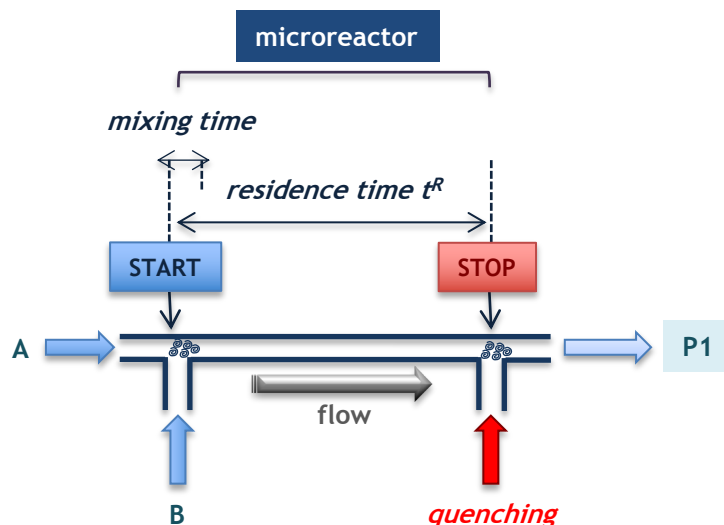 microreactor
mixing time
residence time tR
START
STOP
A
P1
flow
B
quenching